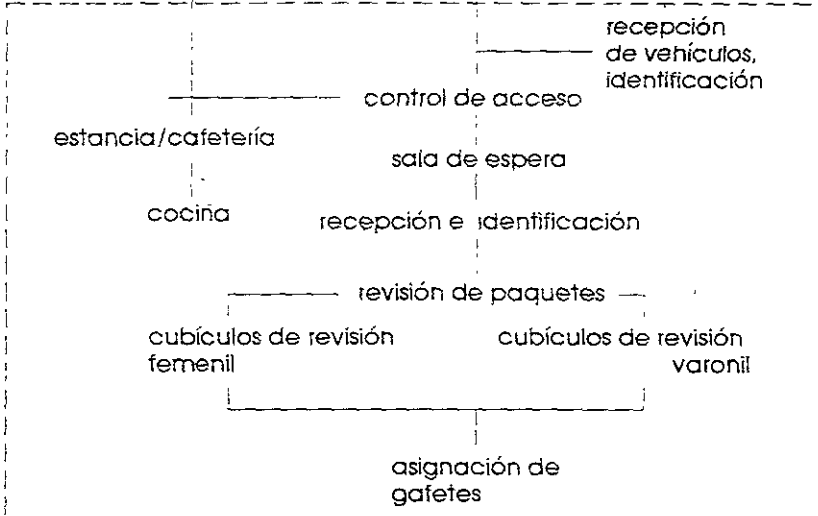 recepción
de vehículos,
identificación
control de acceso
estancia/cafetería
sala de espera
cocina
recepción e identificación
revisión de paquetes
cubículos de revisión
femenil
cubículos de revisión
varonil
asignación de
gafetes